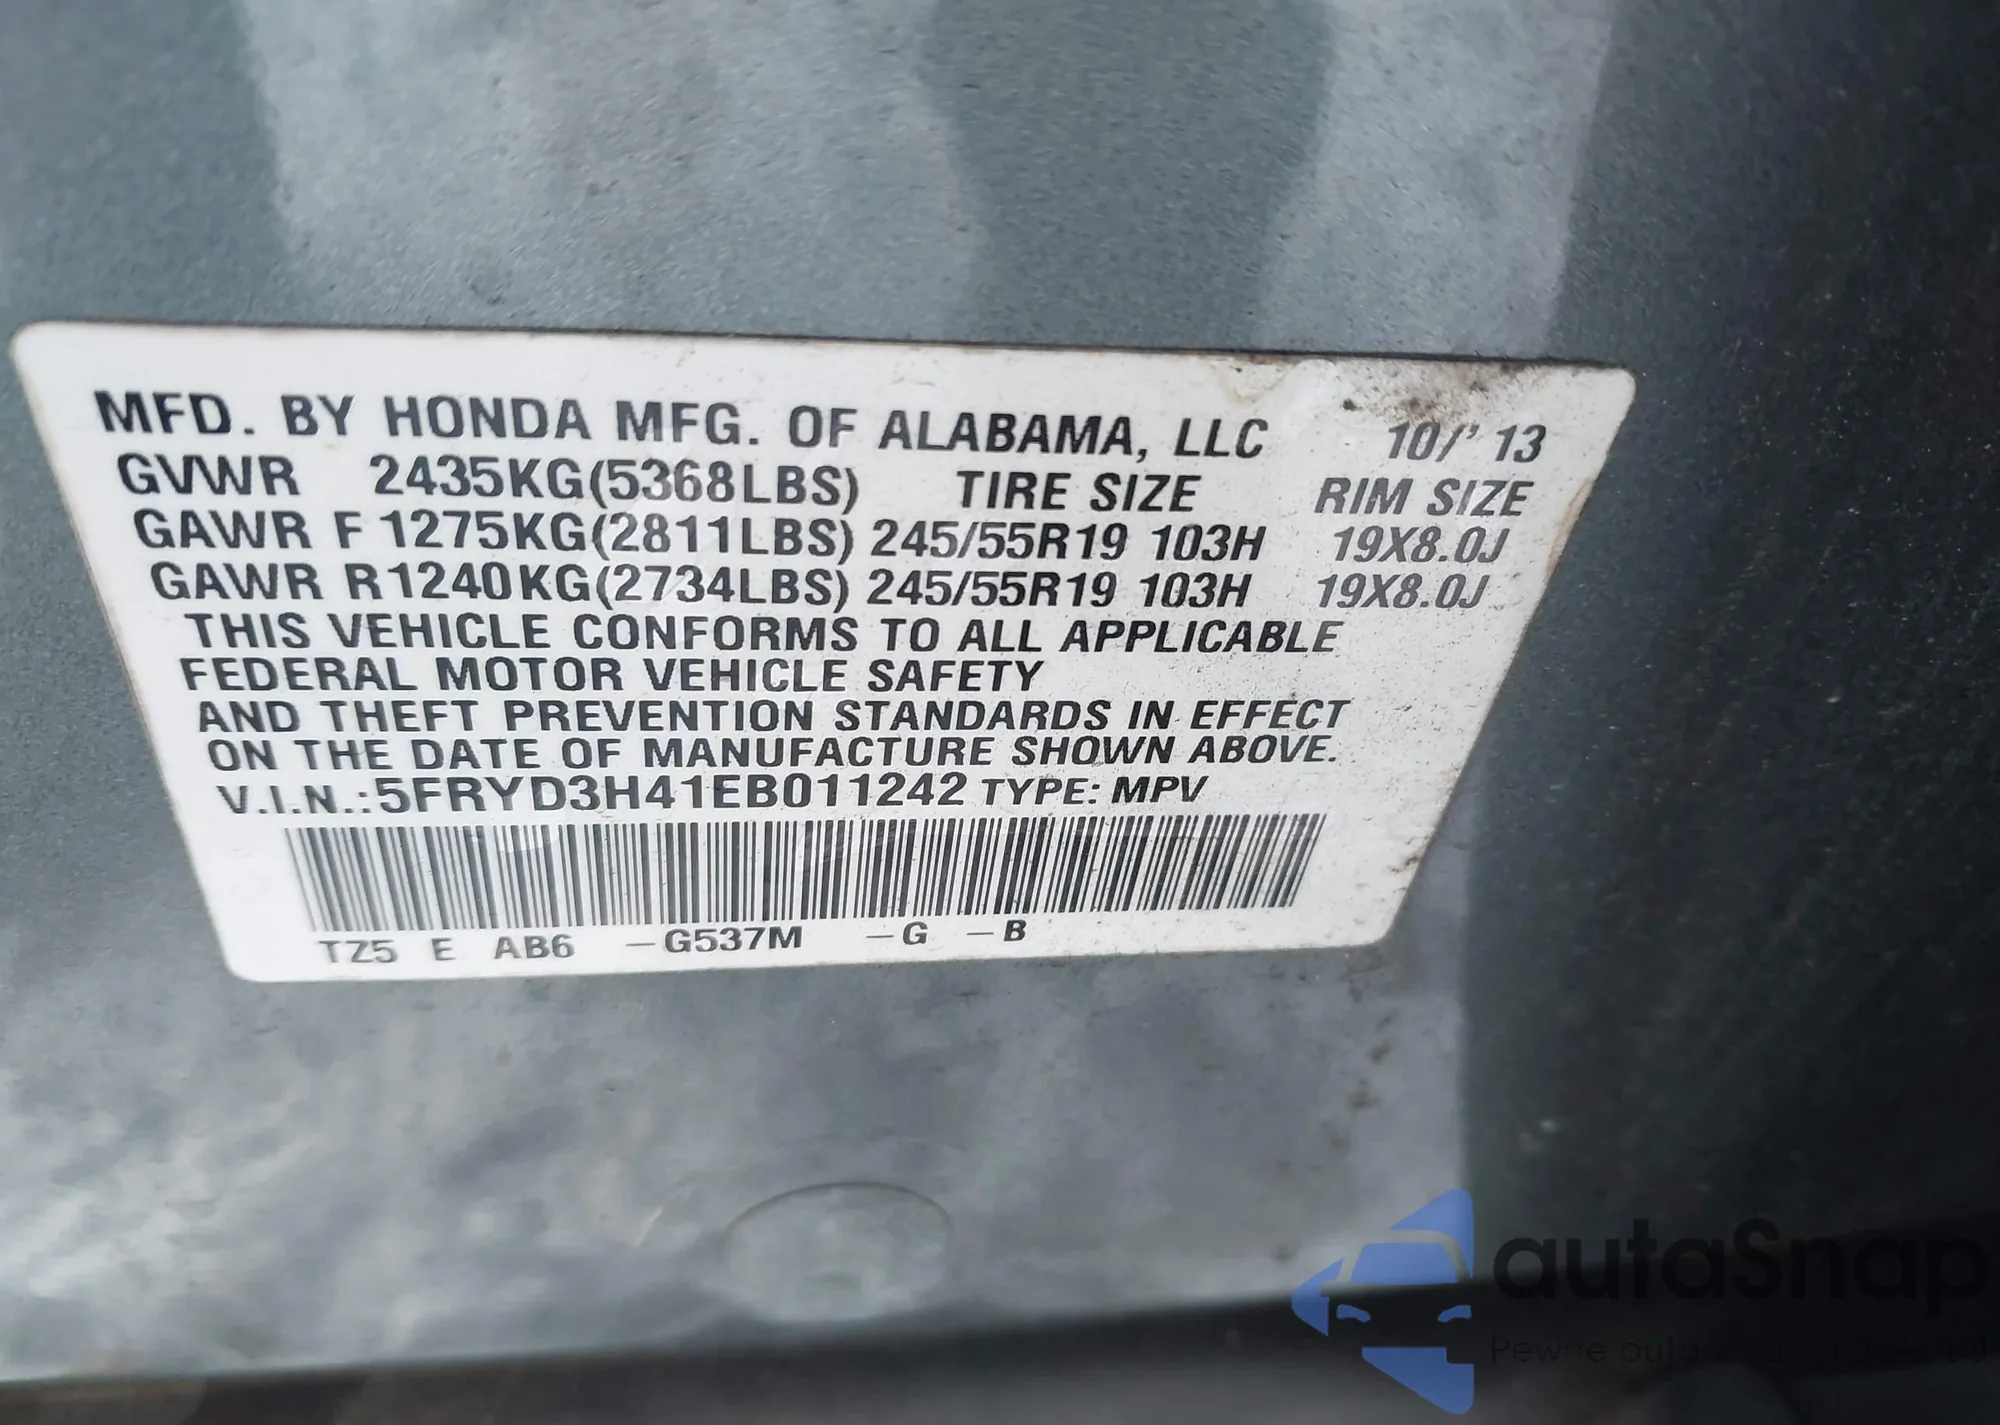 MFD. BY HONDA MFG. OF ALABAMA, LLC 10/' 13
GVWR 2435KG(5368LBS) TIRE SIZE RIM SIZE
GAWR F 1275KG(2811LBS) 245/55R19 103H 19X8.0J
GAWR R1240KG(2734LBS) 245/55R19 103H 19X8.0J
THIS VEHICLE CONFORMS TO ALL APPLICABLE
FEDERAL MOTOR VEHICLE SAFETY
AND THEFT PREVENTION STANDARDS IN EFFECT
ON THE DATE OF MANUFACTURE SHOWN ABOVE.
V.I.N.:5FRYD3H41EB011242 TYPE: MPV
TZ5 E AB6 -G537M -G -B
autaSnap
Pewne auta